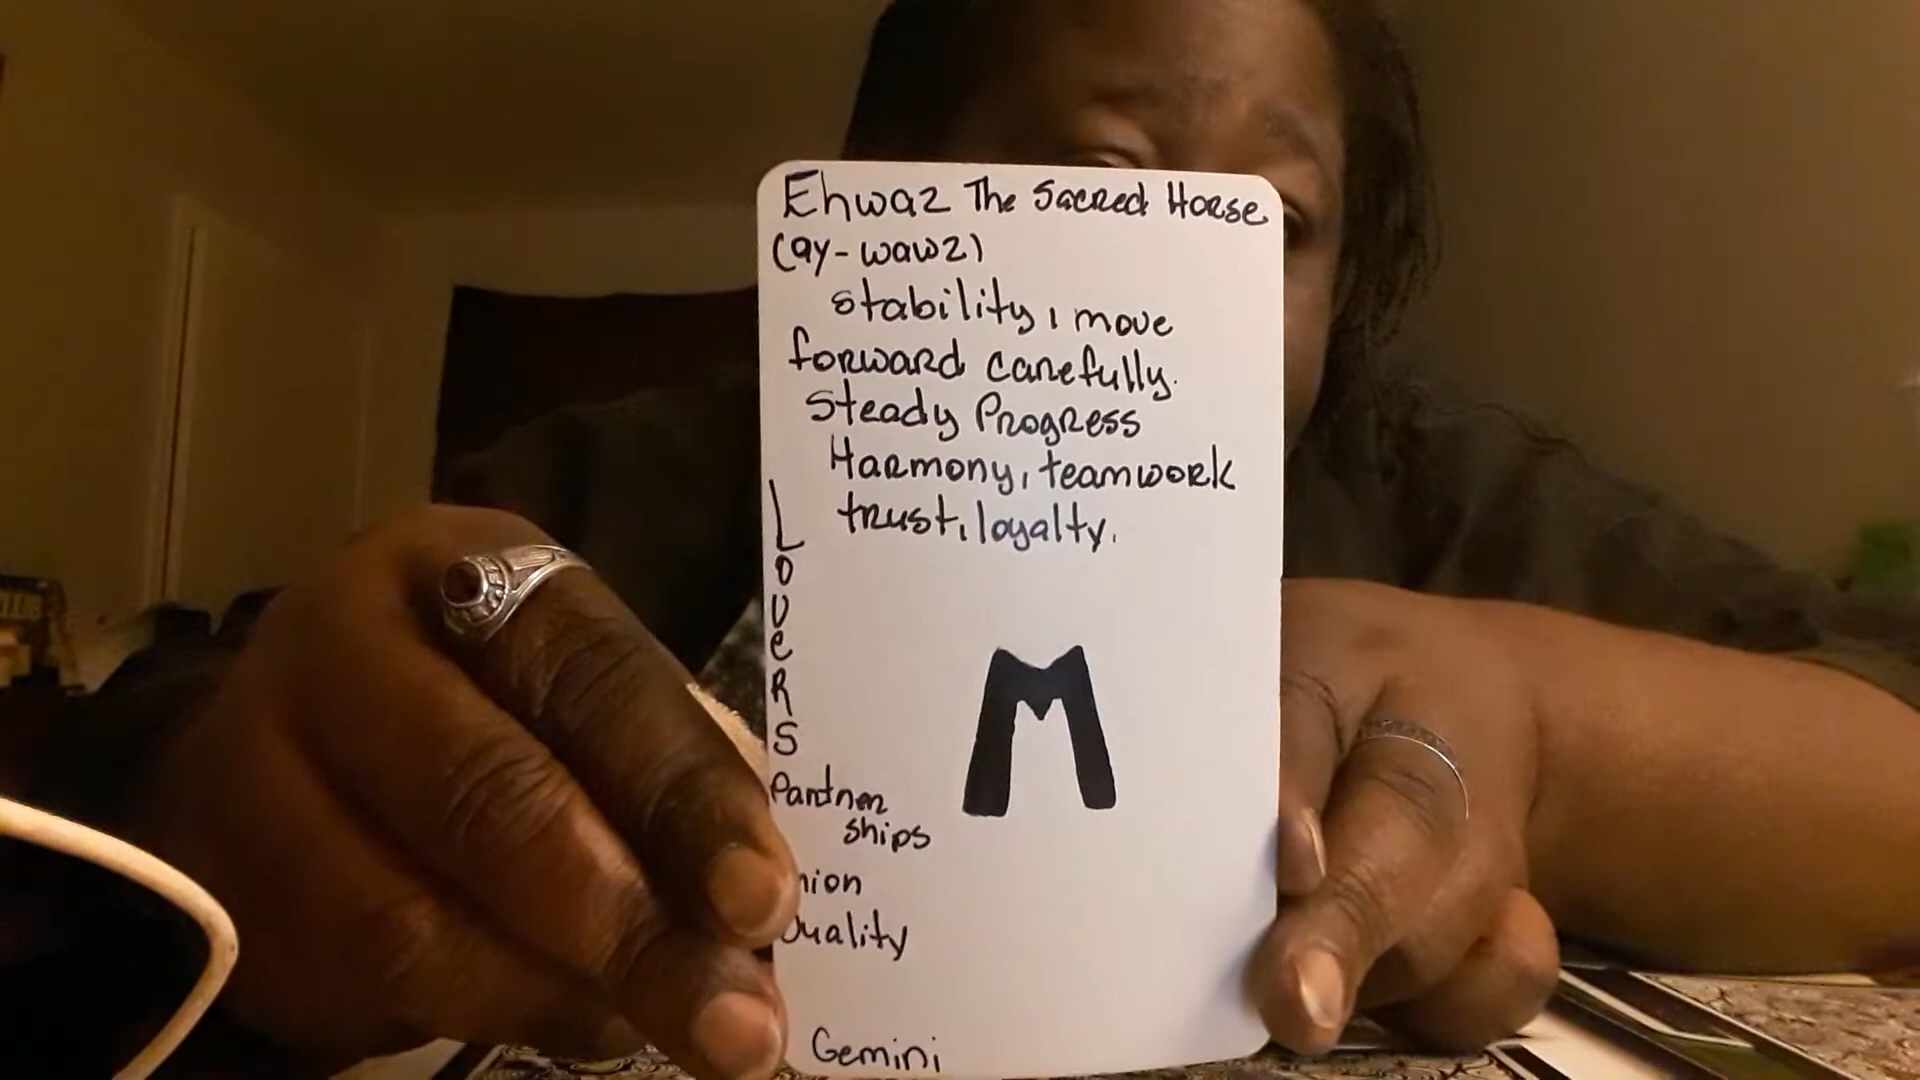 Ehwaz The Sacred Horse
(ay-wawz)
stability, move
forward carefully.
Steady Progress
Harmony, teamwork
trust, loyalty.
Lovers
Partner
ships
nion
Duality
Gemini